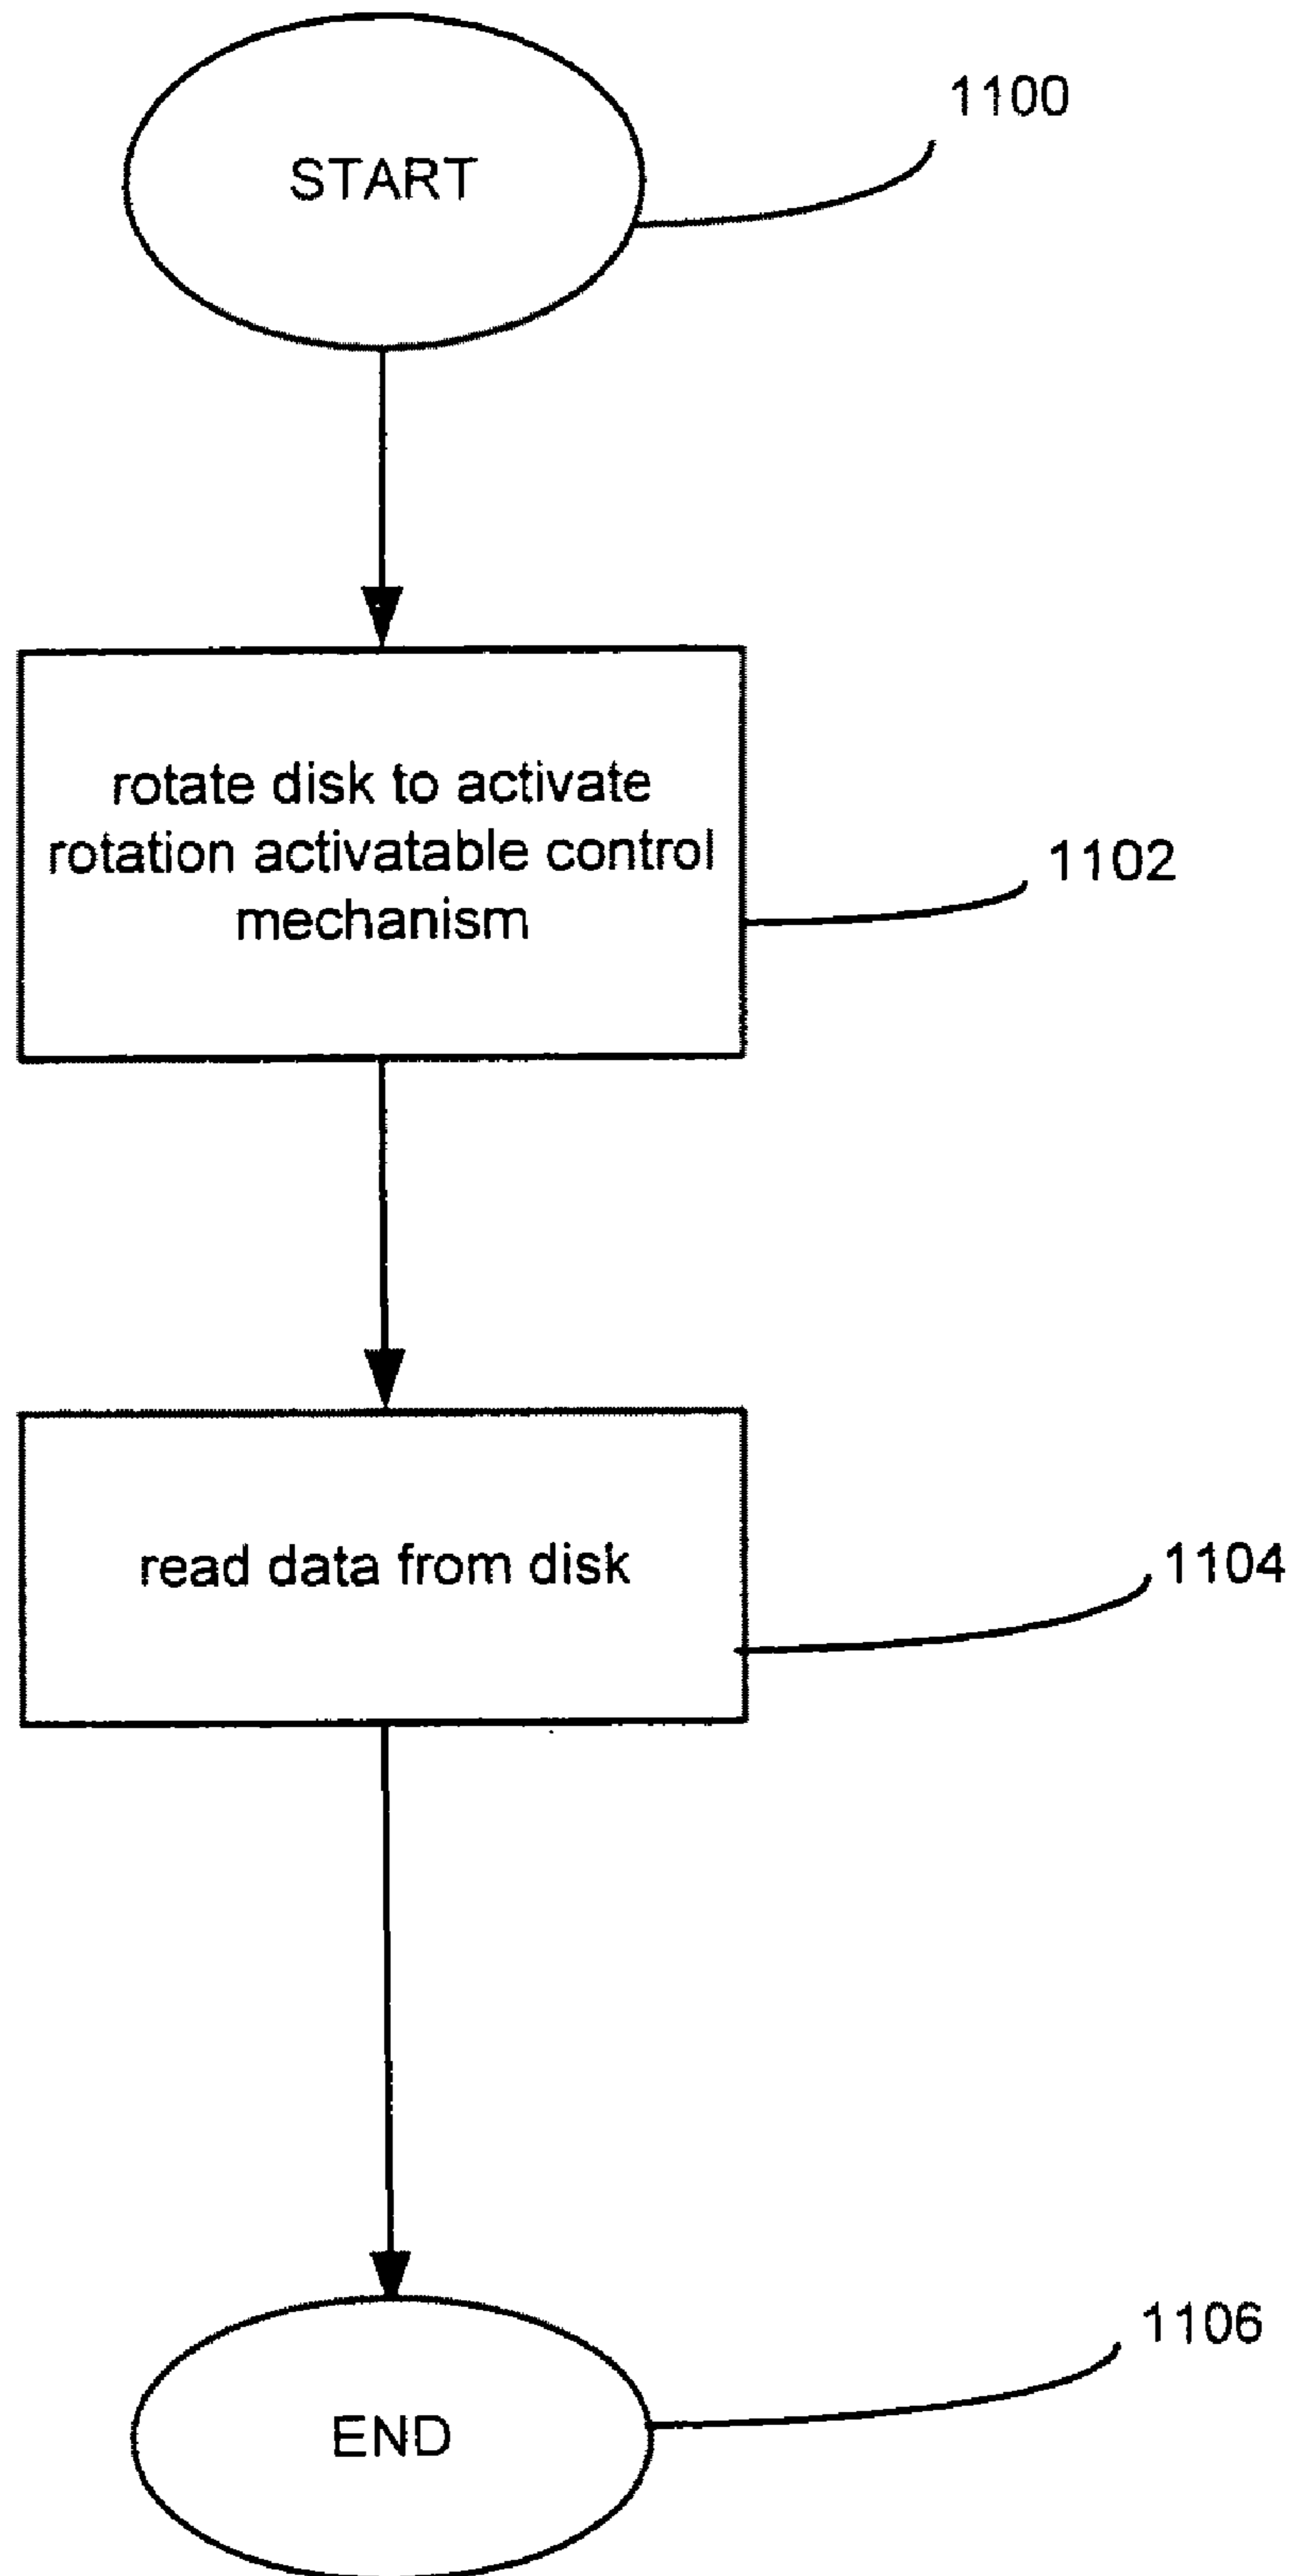 START
1100
rotate disk to activate
rotation activatable control
mechanism
1102
read data from disk
1104
END
1106